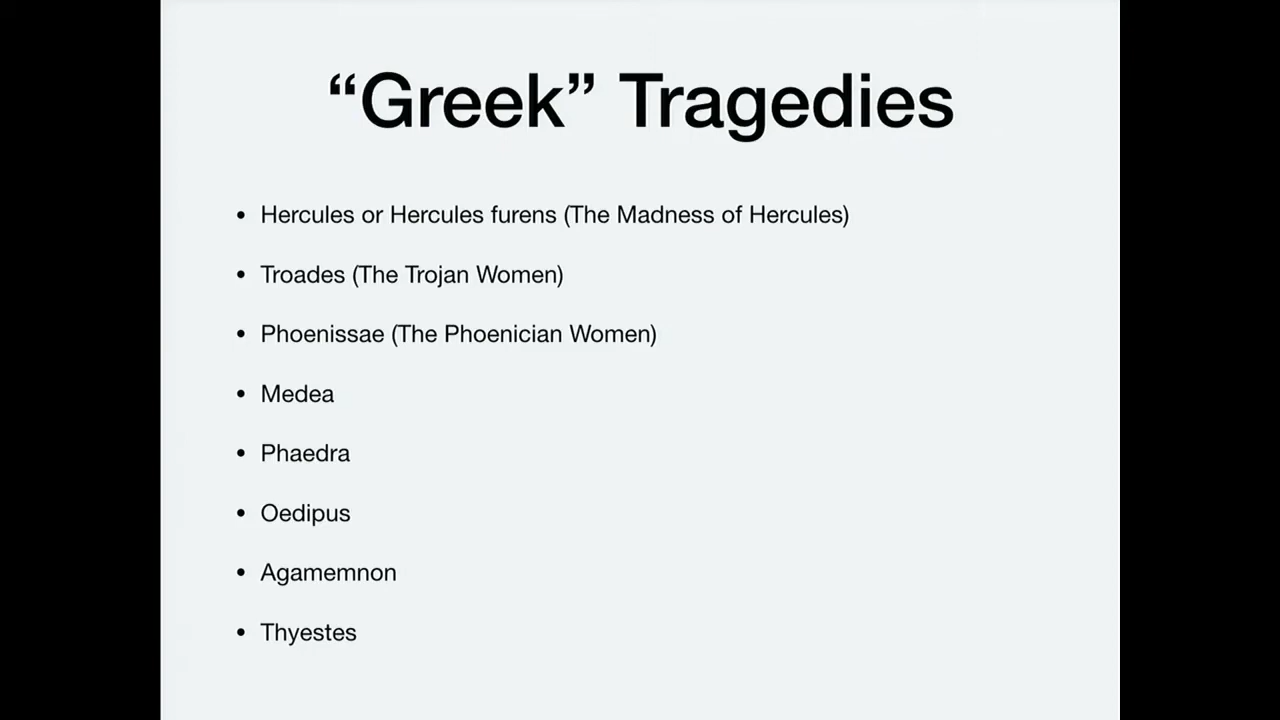 “Greek” Tragedies
• Hercules or Hercules furens (The Madness of Hercules)
• Troades (The Trojan Women)
• Phoenissae (The Phoenician Women)
• Medea
• Phaedra
• Oedipus
• Agamemnon
• Thyestes